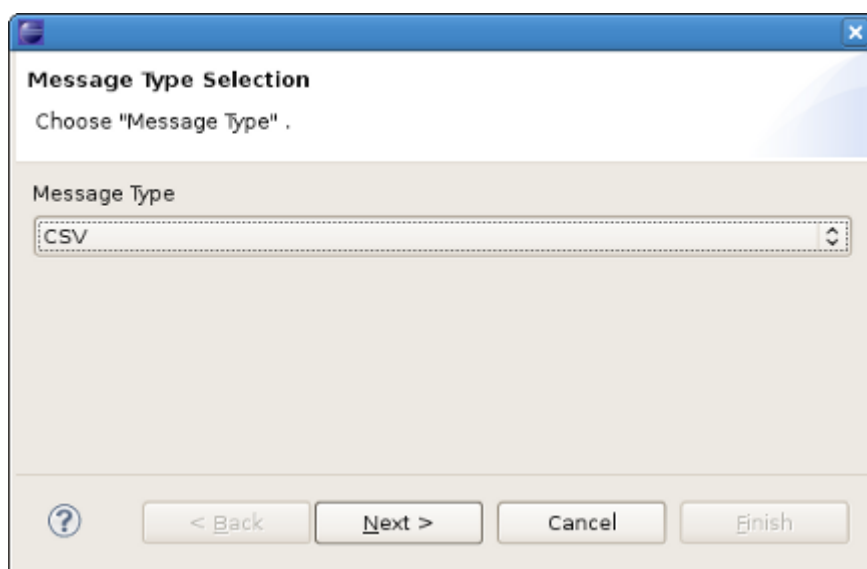 Message Type Selection
Choose "Message Type" .
Message Type
CSV
? < Back Next > Cancel Finish